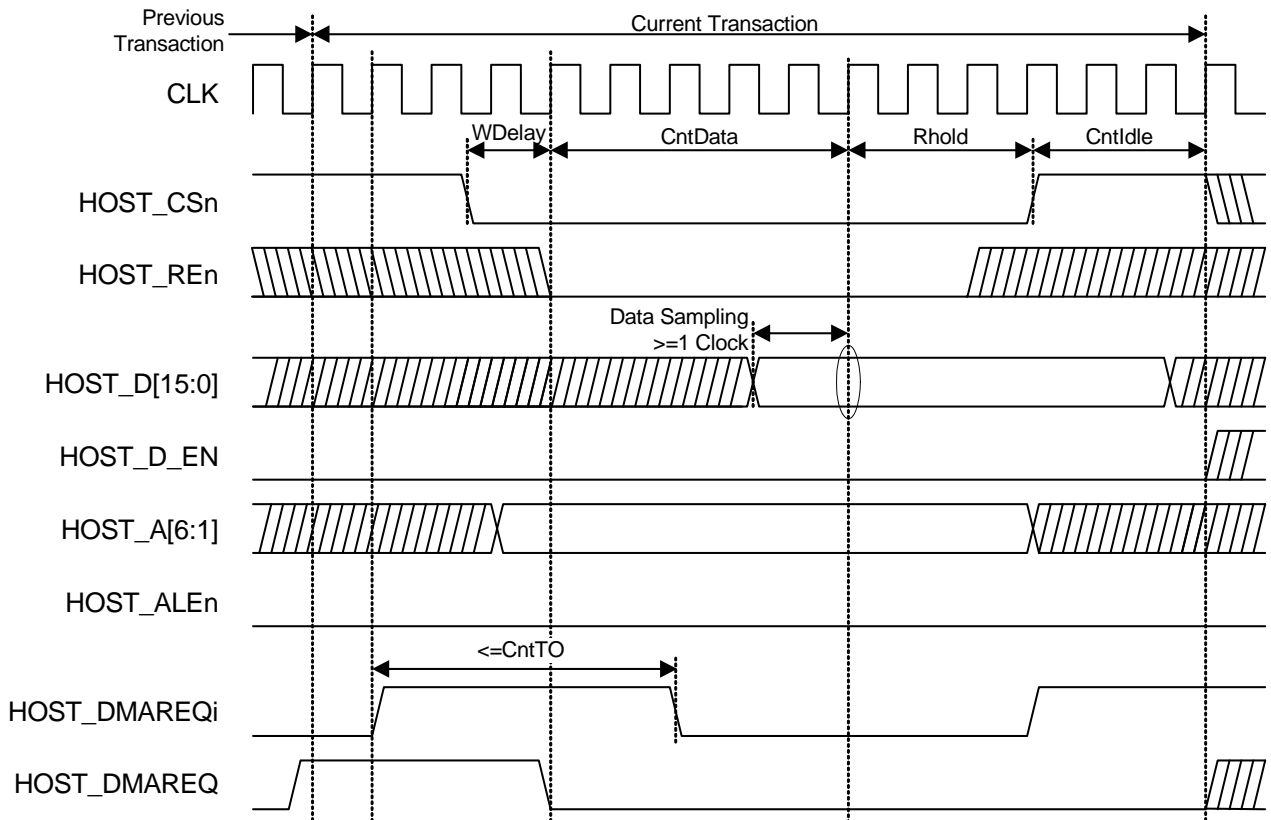 Previous
Transaction
Current Transaction
CLK
WDelay
CntData
Rhold
CntIdle
HOST_CSn
HOST_REn
Data Sampling
>=1 Clock
HOST_D[15:0]
HOST_D_EN
HOST_A[6:1]
HOST_ALEn
<=CntTO
HOST_DMAREQi
HOST_DMAREQ